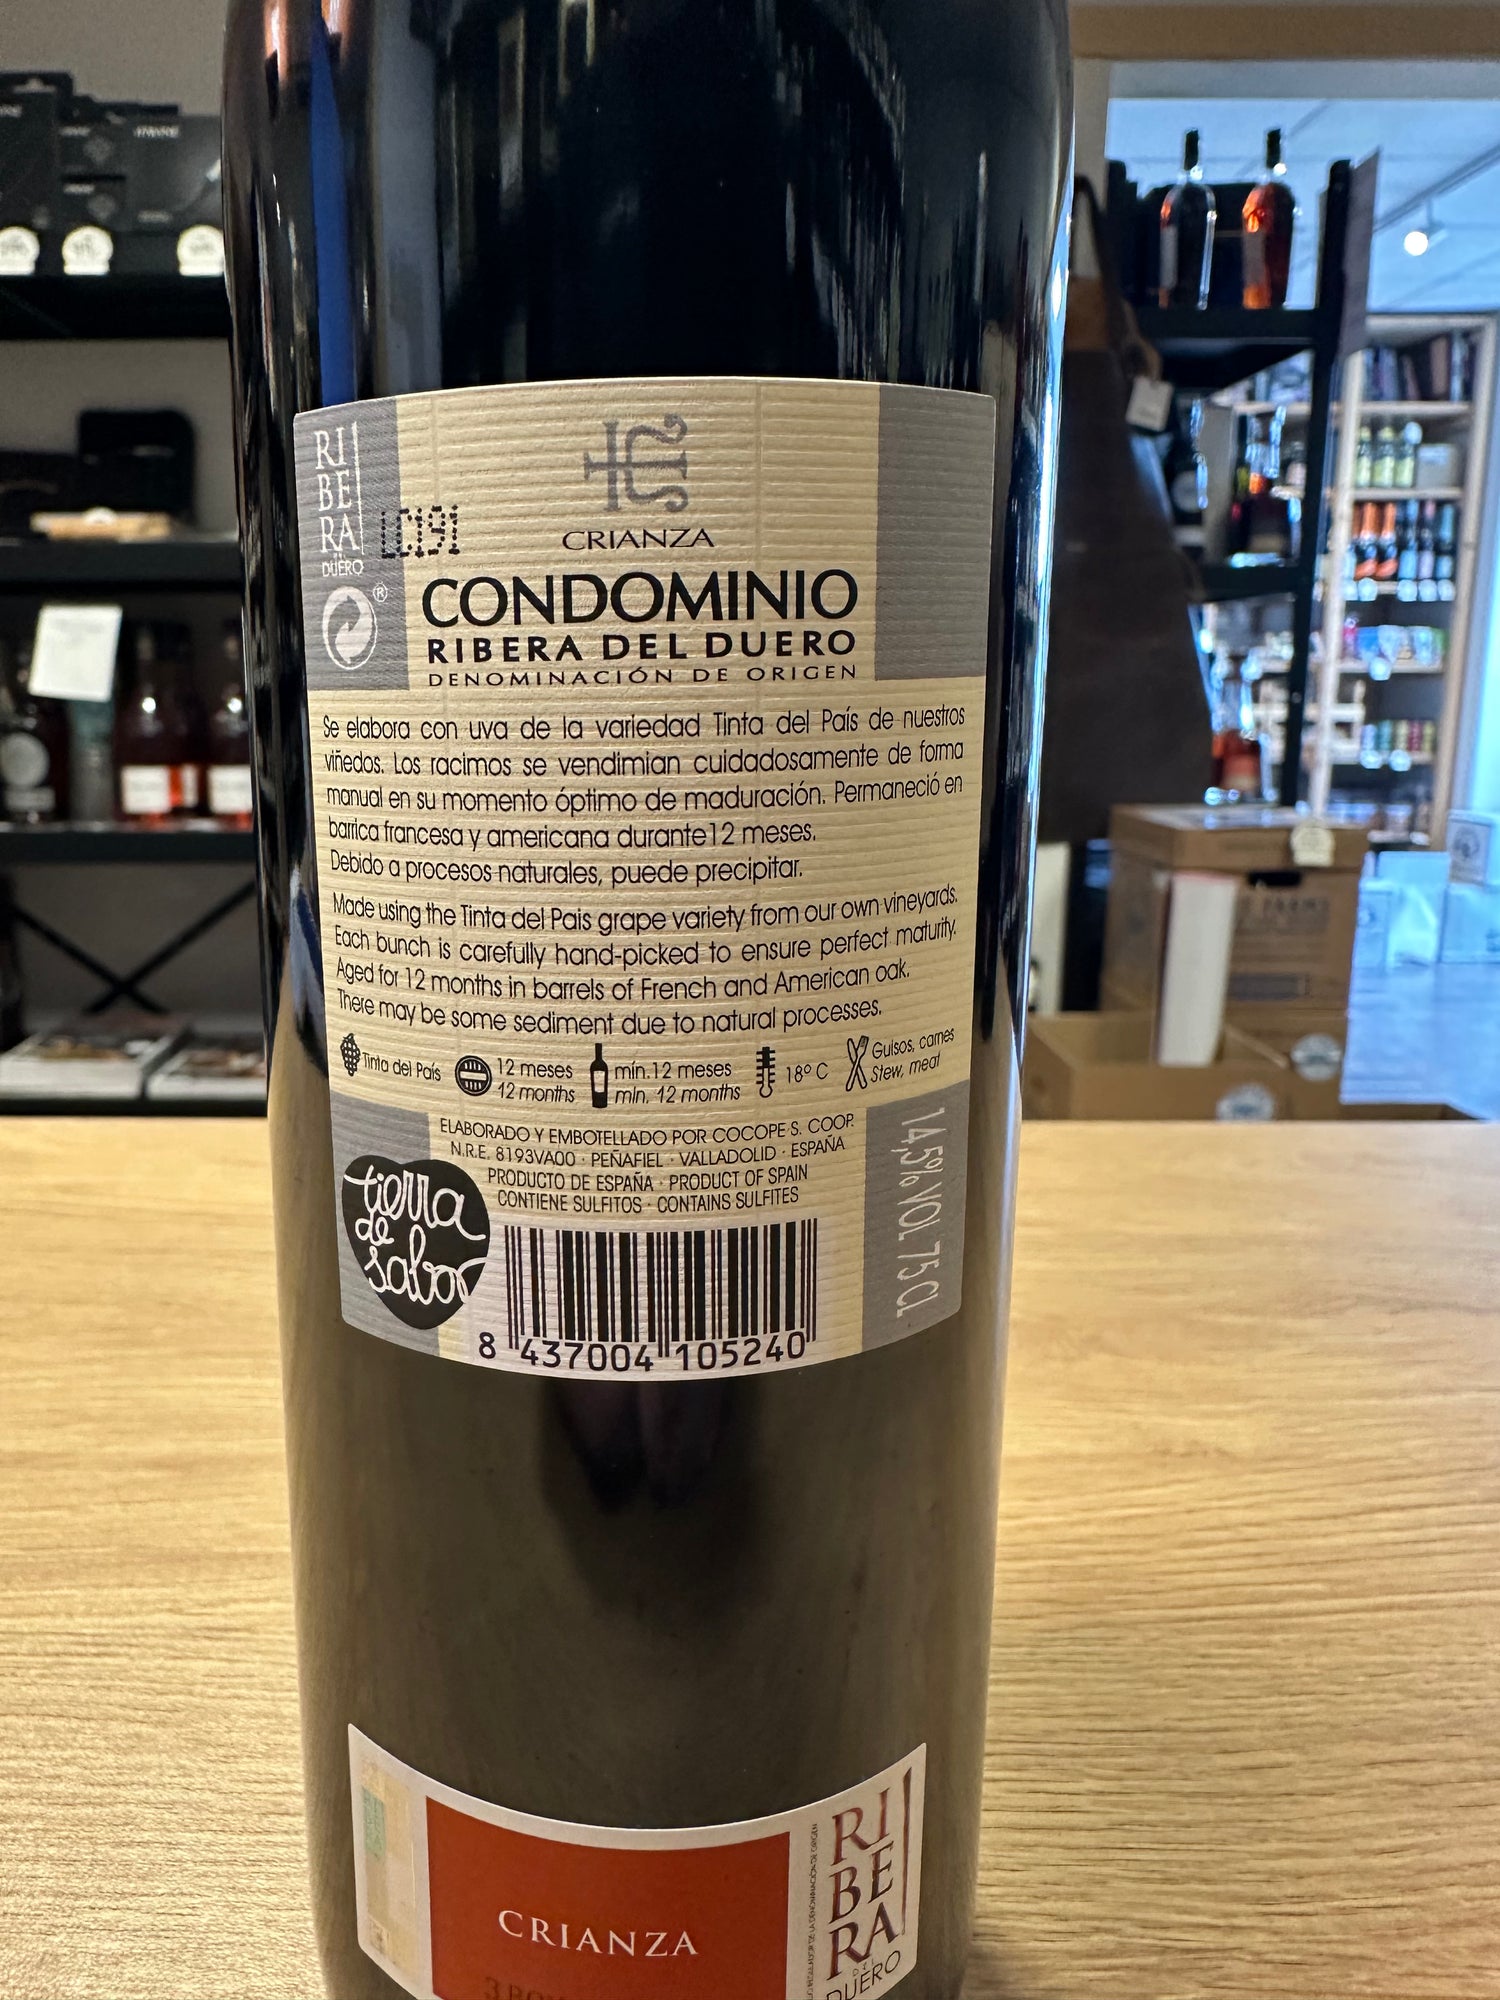 RI
BE
RA
DEL
DUERO
LC191
CRIANZA
CONDOMINIO
RIBERA DEL DUERO
DENOMINACIÓN DE ORIGEN
®
Se elabora con uva de la variedad Tinta del País de nuestros
viñedos. Los racimos se vendimian cuidadosamente de forma
manual en su momento óptimo de maduración. Permaneció en
barrica francesa y americana durante12 meses.
Debido a procesos naturales, puede precipitar.
Made using the Tinta del Pais grape variety from our own vineyards.
Each bunch is carefully hand-picked to ensure perfect maturity.
Aged for 12 months in barrels of French and American oak.
There may be some sediment due to natural processes.
Tinta del País
12 meses
12 months
mín.12 meses
min. 12 months
18º C
Guisos, carnes
Stew, meat
ELABORADO Y EMBOTELLADO POR COCOPE S. COOP.
N.R.E. 8193VA00 · PEÑAFIEL · VALLADOLID · ESPAÑA
PRODUCTO DE ESPAÑA · PRODUCT OF SPAIN
CONTIENE SULFITOS · CONTAINS SULFITES
tierra
de
sabor
14,5% VOL 75 CL
8 437004 105240
CRIANZA
RI
BE
RA
DEL
DUERO